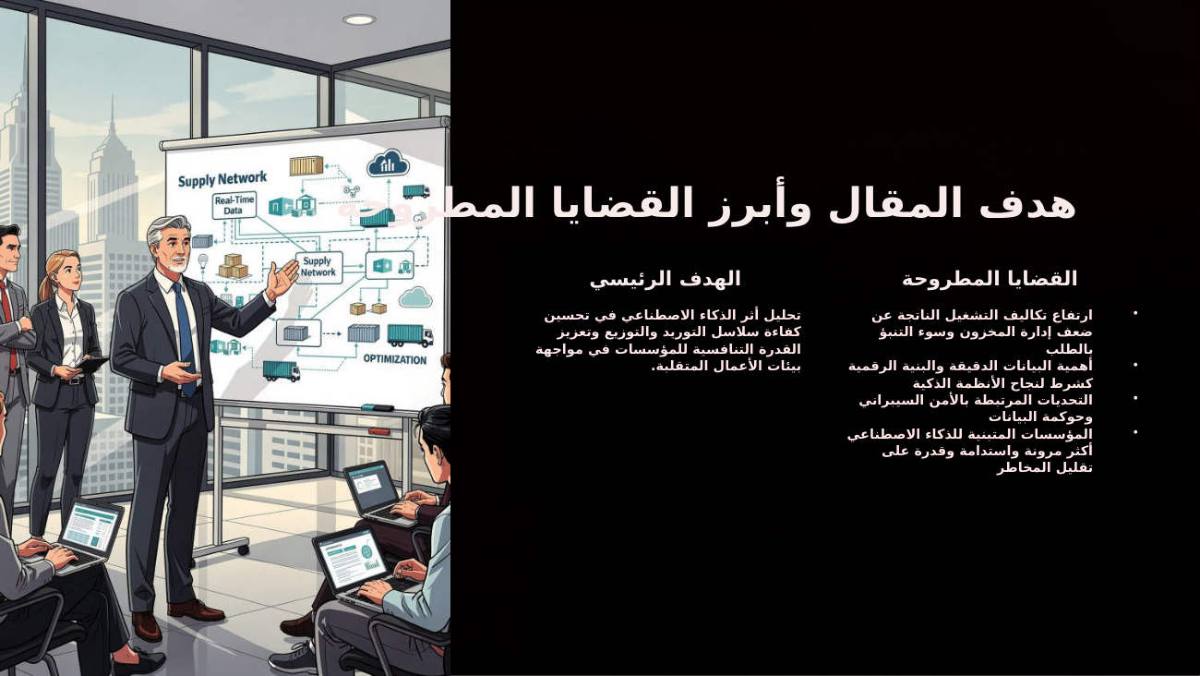 هدف المقال وأبرز القضايا المطروحة
القضايا المطروحة
ارتفاع تكاليف التشغيل الناتجة عن
ضعف إدارة المخزون وسوء التنبؤ
بالطلب
أهمية البيانات الدقيقة والبنية الرقمية
كشرط لنجاح الأنظمة الذكية
التحديات المرتبطة بالأمن السيبراني
وحوكمة البيانات
المؤسسات المتبنية للذكاء الاصطناعي
أكثر مرونة واستدامة وقدرة على
تقليل المخاطر
الهدف الرئيسي
تحليل أثر الذكاء الاصطناعي في تحسين
كفاءة سلاسل التوريد والتوزيع وتعزيز
القدرة التنافسية للمؤسسات في مواجهة
بيئات الأعمال المتقلبة.
Supply Network
Real-Time
Data
Supply
Network
OPTIMIZATION